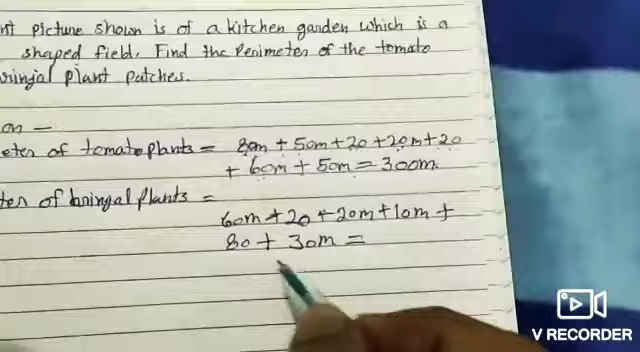 nt picture shown is of a kitchen garden which is a
shaped field. Find the Perimeter of the tomato
rinjal plant patches.
on —
eter of tomato plants = 80m + 50m + 20 + 20m + 20
+ 60m + 50m = 300m.
ter of brinjal plants =
60m + 20 + 20m + 10m +
80 + 30m =
V RECORDER